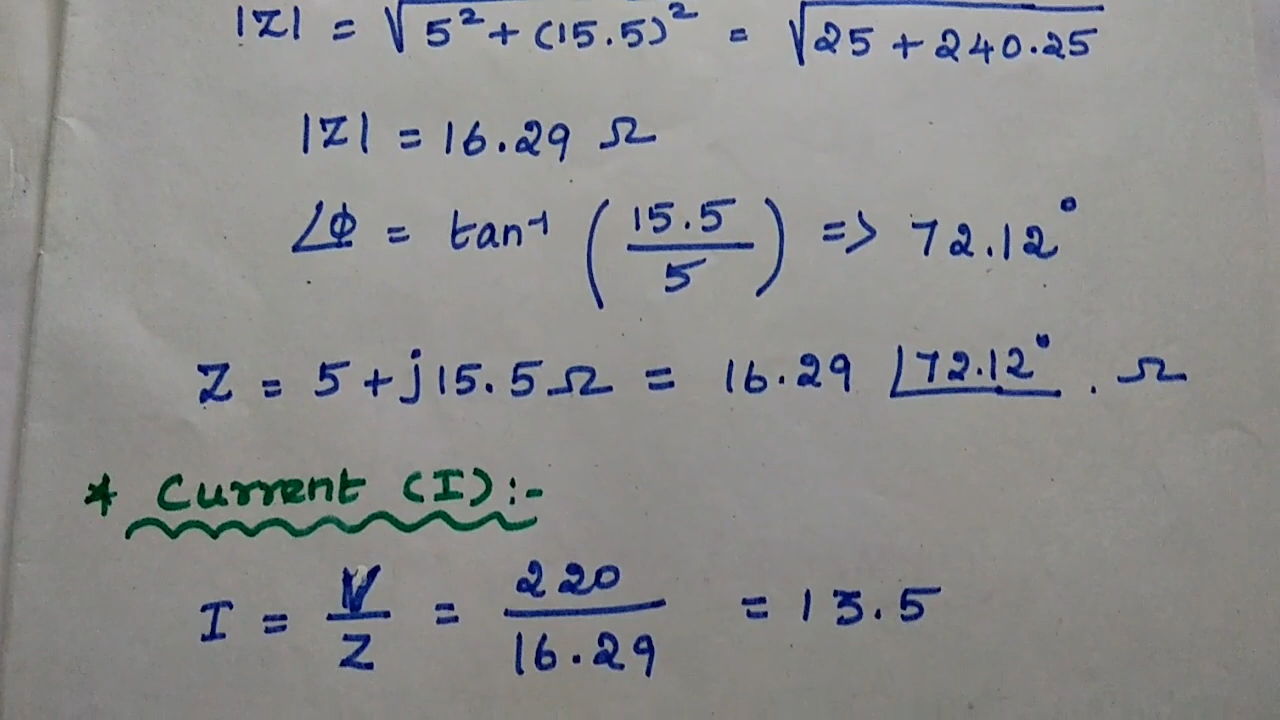 |Z| = √5² + (15.5)² = √25 + 240.25
|Z| = 16.29 Ω
∠Φ = tan⁻¹ (15.5/5) => 72.12°
Z = 5 + j15.5Ω = 16.29 ∠72.12° . Ω
* Current (I):-
I = V/Z = 220/16.29 = 13.5